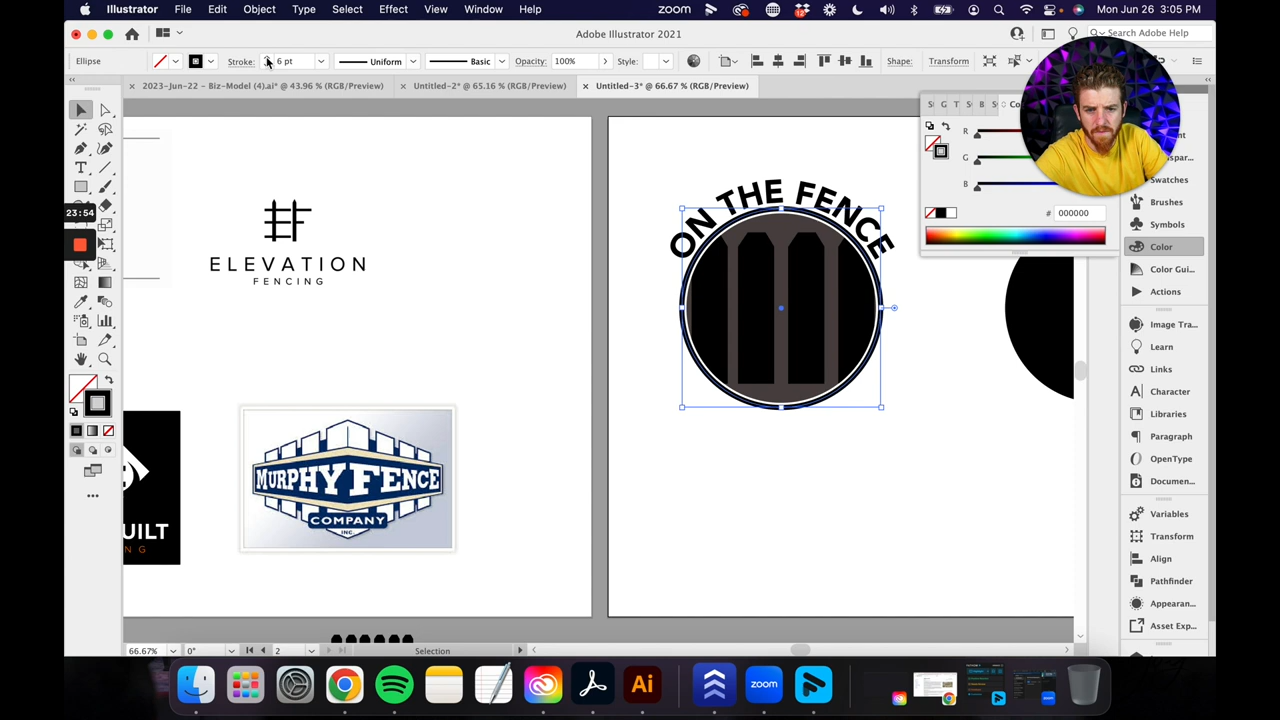 Illustrator File Edit Object Type Select Effect View Window Help zoom Mon Jun 26 3:05 PM
Adobe Illustrator 2021 Search Adobe Help
Ellipse Stroke: 6 pt Uniform Basic Opacity: 100% Style: Shape: Transform
2023-Jun-22 - Biz-Model (4).ai* @ 43.96 % (RGB/Preview) Untitled-2* @ 65.16 % (RGB/Preview) Untitled-3* @ 66.67 % (RGB/Preview)
R
G
B
# 000000
23:54
Swatches
Brushes
Symbols
Color
Color Gui...
Actions
Image Tra...
Learn
Links
Character
Libraries
Paragraph
OpenType
Documen...
Variables
Transform
Align
Pathfinder
Appearan...
Asset Exp...
ELEVATION
FENCING
ON THE FENCE
MURPHY FENCE
COMPANY
INC.
UILT
N G
66.67% 0° 2 Selection
Ai zoom